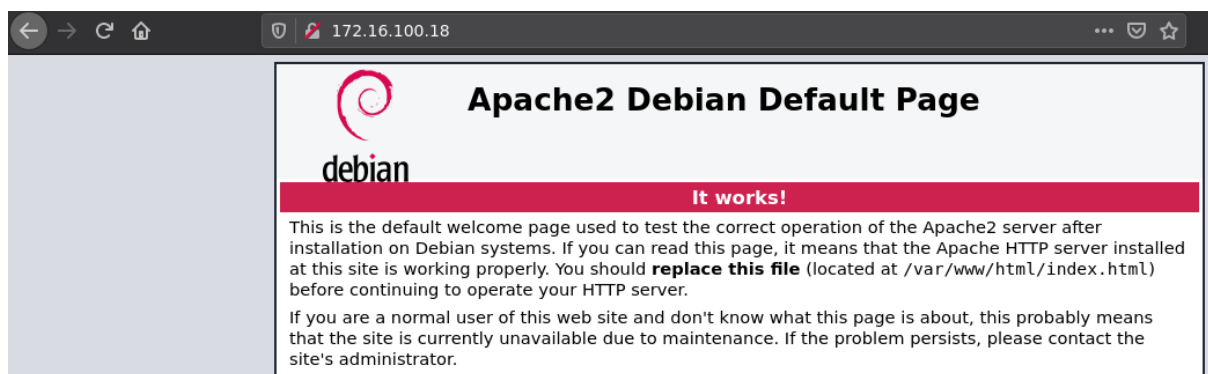 172.16.100.18
debian
Apache2 Debian Default Page
It works!
This is the default welcome page used to test the correct operation of the Apache2 server after
installation on Debian systems. If you can read this page, it means that the Apache HTTP server installed
at this site is working properly. You should replace this file (located at /var/www/html/index.html)
before continuing to operate your HTTP server.
If you are a normal user of this web site and don't know what this page is about, this probably means
that the site is currently unavailable due to maintenance. If the problem persists, please contact the
site's administrator.